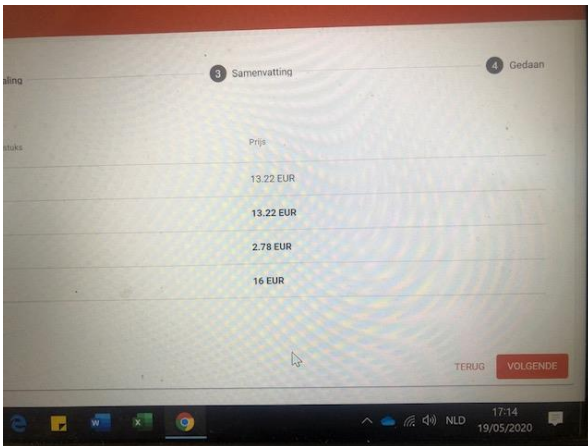 aling
3 Samenvatting
4 Gedaan
stuks
Prijs
13.22 EUR
13.22 EUR
2.78 EUR
16 EUR
TERUG
VOLGENDE
NLD
17:14
19/05/2020